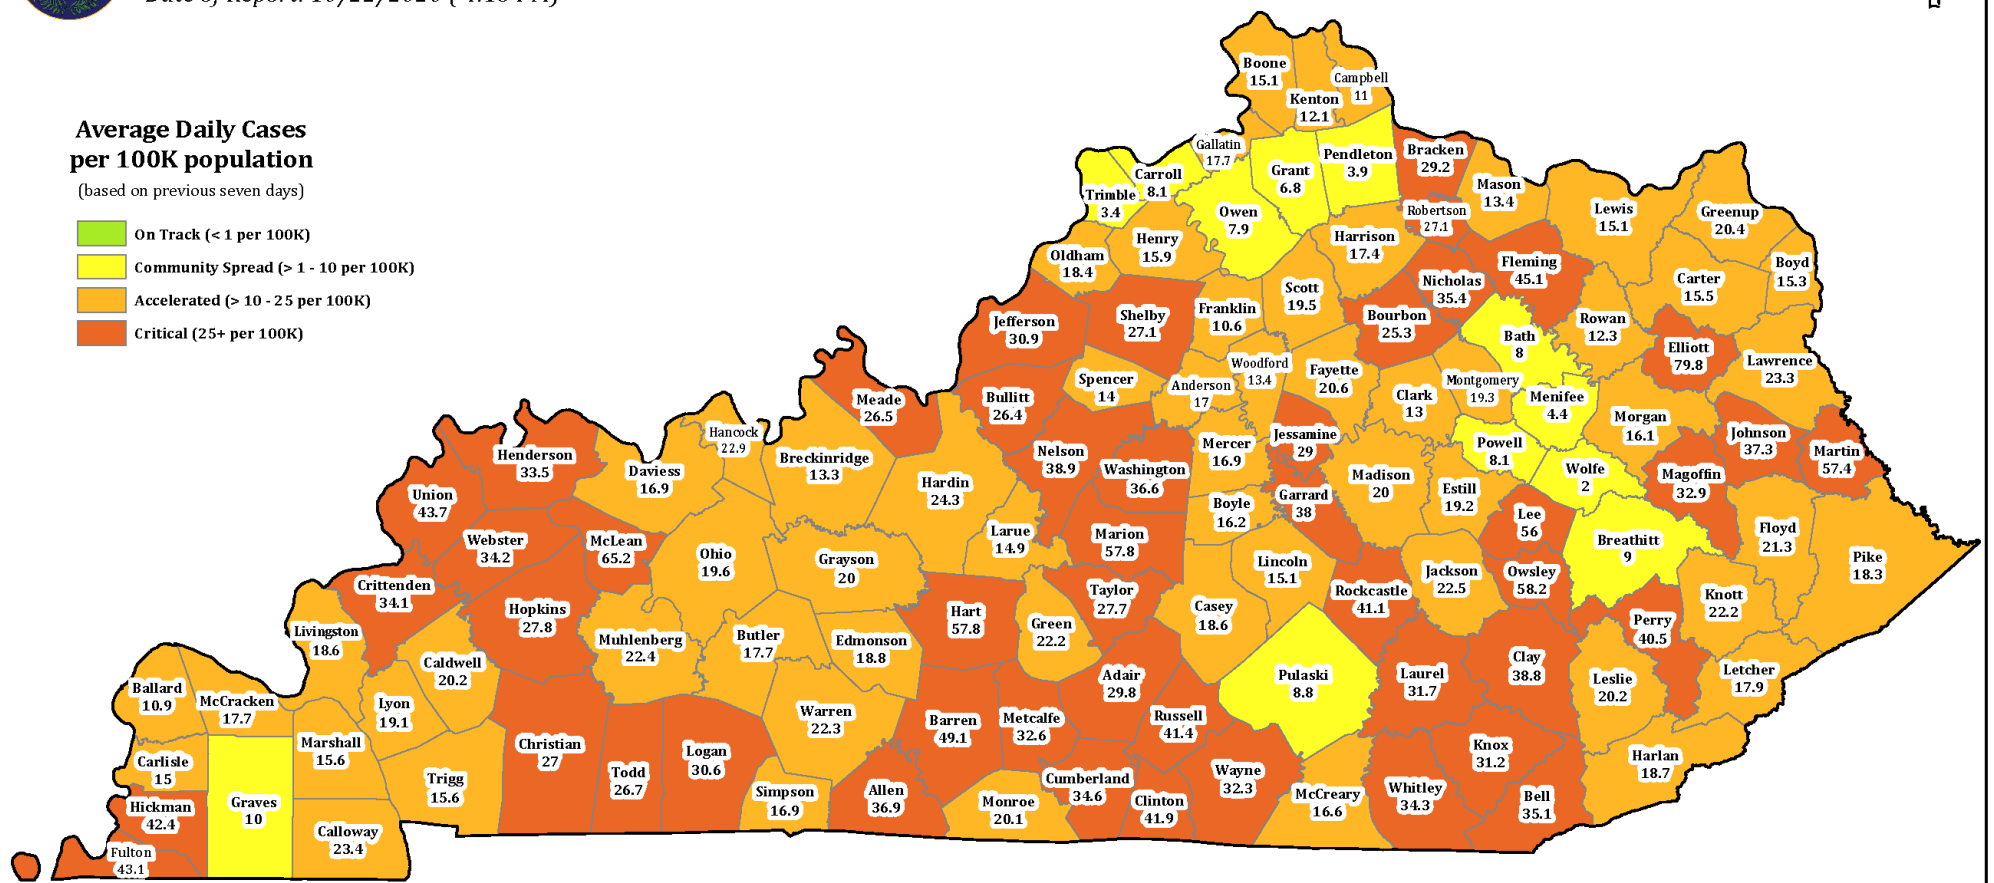 Average Daily Cases
per 100K population
(based on previous seven days)
On Track (< 1 per 100K)
Community Spread (> 1 - 10 per 100K)
Accelerated (> 10 - 25 per 100K)
Critical (25+ per 100K)
Boone
15.1
Kenton
12.1
Campbell
11
Gallatin
17.7
Carroll
8.1
Trimble
3.4
Grant
6.8
Pendleton
3.9
Bracken
29.2
Mason
13.4
Robertson
27.1
Lewis
15.1
Greenup
20.4
Boyd
15.3
Carter
15.5
Owen
7.9
Henry
15.9
Oldham
18.4
Harrison
17.4
Fleming
45.1
Nicholas
35.4
Scott
19.5
Franklin
10.6
Shelby
27.1
Jefferson
30.9
Bourbon
25.3
Bath
8
Rowan
12.3
Elliott
79.8
Lawrence
23.3
Woodford
13.4
Fayette
20.6
Anderson
17
Spencer
14
Bullitt
26.4
Meade
26.5
Clark
13
Montgomery
19.3
Menifee
4.4
Morgan
16.1
Johnson
37.3
Martin
57.4
Magoffin
32.9
Wolfe
2
Powell
8.1
Jessamine
29
Mercer
16.9
Nelson
38.9
Washington
36.6
Hancock
22.9
Breckinridge
13.3
Hardin
24.3
Daviess
16.9
Henderson
33.5
Union
43.7
Webster
34.2
McLean
65.2
Ohio
19.6
Grayson
20
Larue
14.9
Marion
57.8
Boyle
16.2
Garrard
38
Madison
20
Estill
19.2
Lee
56
Breathitt
9
Floyd
21.3
Pike
18.3
Knott
22.2
Perry
40.5
Owsley
58.2
Jackson
22.5
Rockcastle
41.1
Lincoln
15.1
Casey
18.6
Taylor
27.7
Green
22.2
Hart
57.8
Edmonson
18.8
Butler
17.7
Muhlenberg
22.4
Hopkins
27.8
Crittenden
34.1
Livingston
18.6
Caldwell
20.2
Lyon
19.1
Ballard
10.9
McCracken
17.7
Marshall
15.6
Carlisle
15
Hickman
42.4
Graves
10
Fulton
43.1
Calloway
23.4
Trigg
15.6
Christian
27
Todd
26.7
Logan
30.6
Warren
22.3
Simpson
16.9
Allen
36.9
Barren
49.1
Metcalfe
32.6
Monroe
20.1
Adair
29.8
Cumberland
34.6
Russell
41.4
Clinton
41.9
Wayne
32.3
Pulaski
8.8
McCreary
16.6
Laurel
31.7
Whitley
34.3
Clay
38.8
Knox
31.2
Bell
35.1
Leslie
20.2
Letcher
17.9
Harlan
18.7